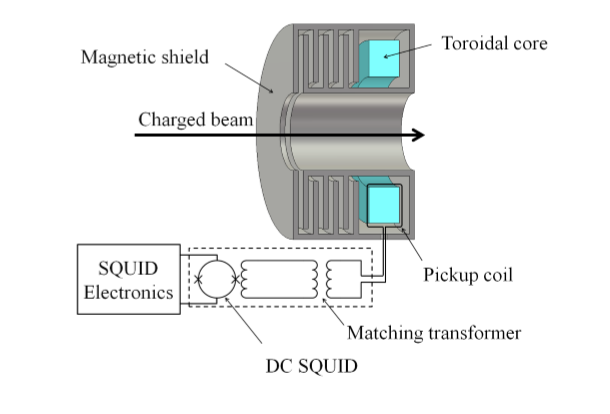 Toroidal core
Magnetic shield
Charged beam
SQUID
Electronics
Pickup coil
Matching transformer
DC SQUID